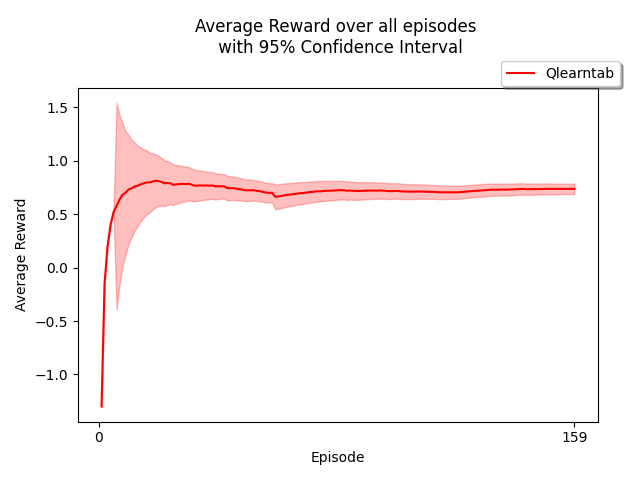 Average Reward over all episodes
with 95% Confidence Interval
Qlearntab
1.5
1.0
0.5
0.0
−0.5
−1.0
Average Reward
0
159
Episode